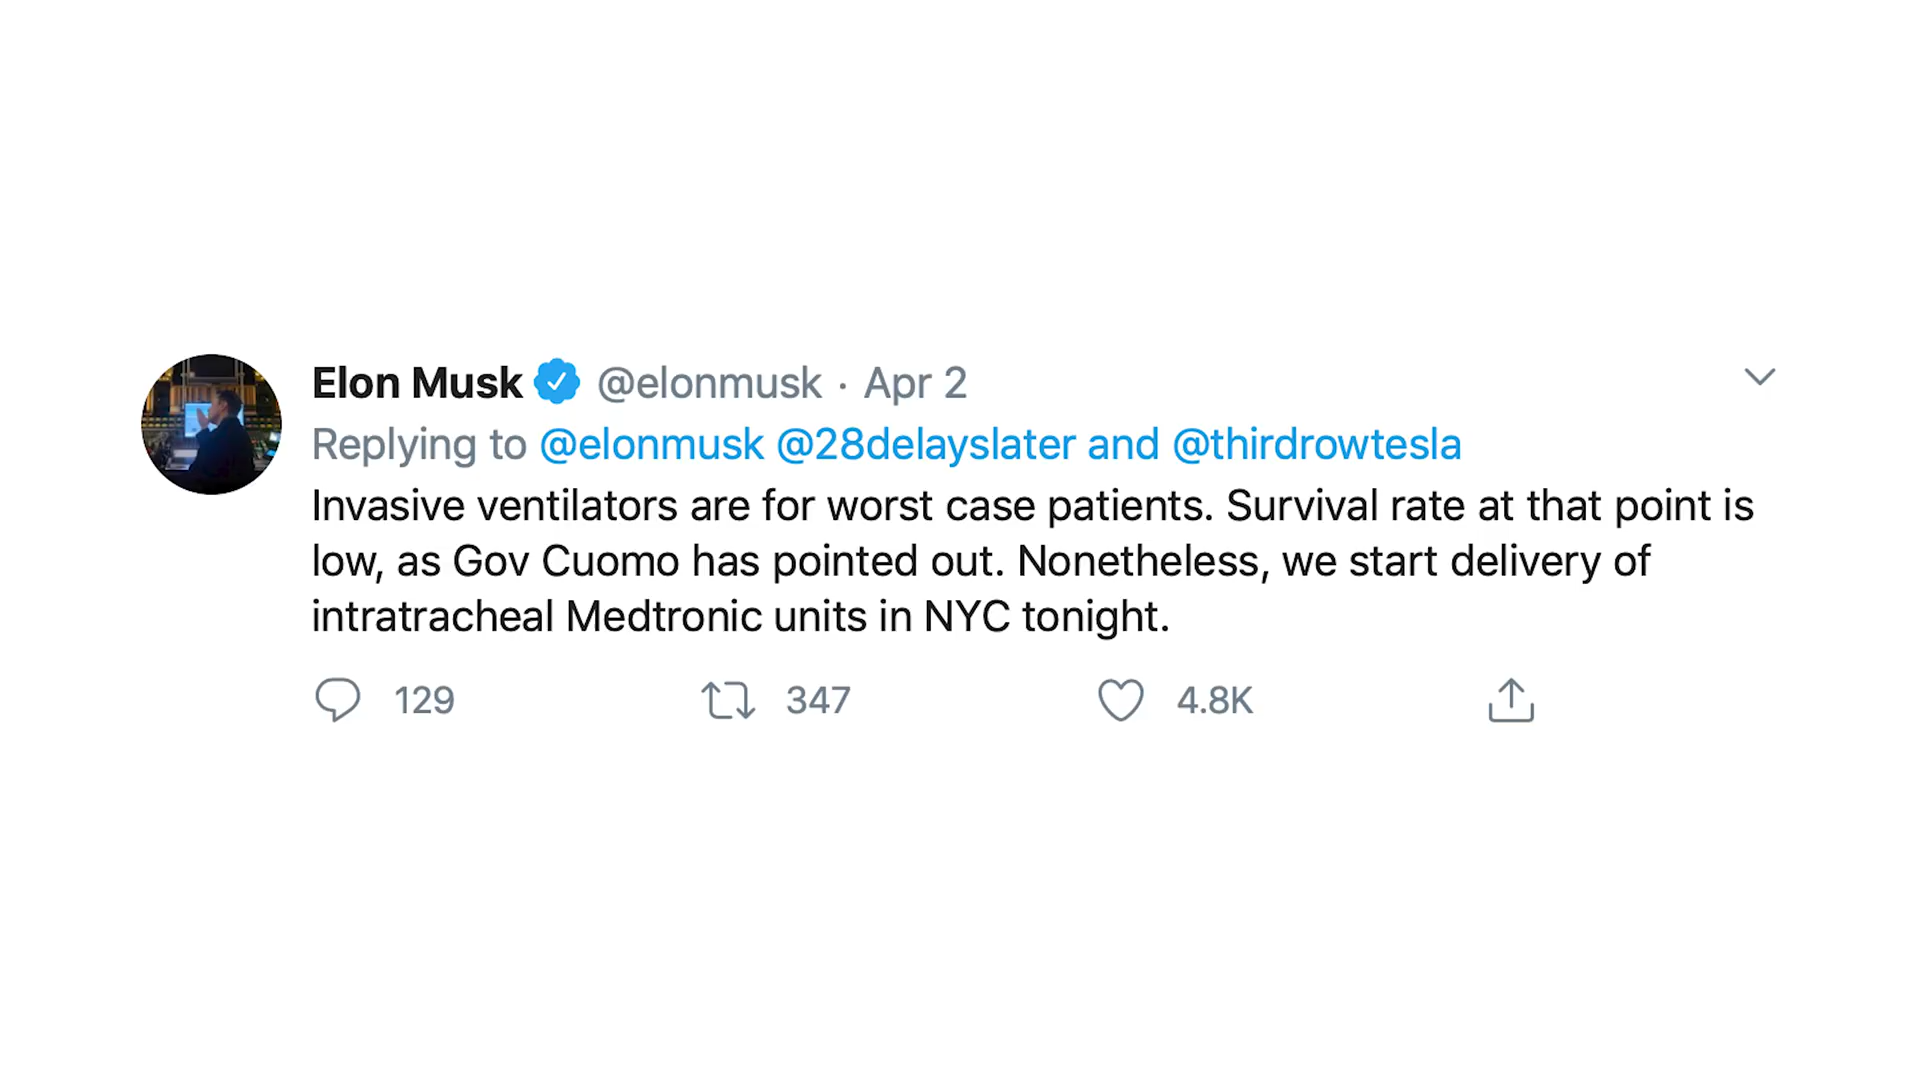 Elon Musk @elonmusk · Apr 2
Replying to @elonmusk @28delayslater and @thirdrowtesla
Invasive ventilators are for worst case patients. Survival rate at that point is
low, as Gov Cuomo has pointed out. Nonetheless, we start delivery of
intratracheal Medtronic units in NYC tonight.
129 347 4.8K